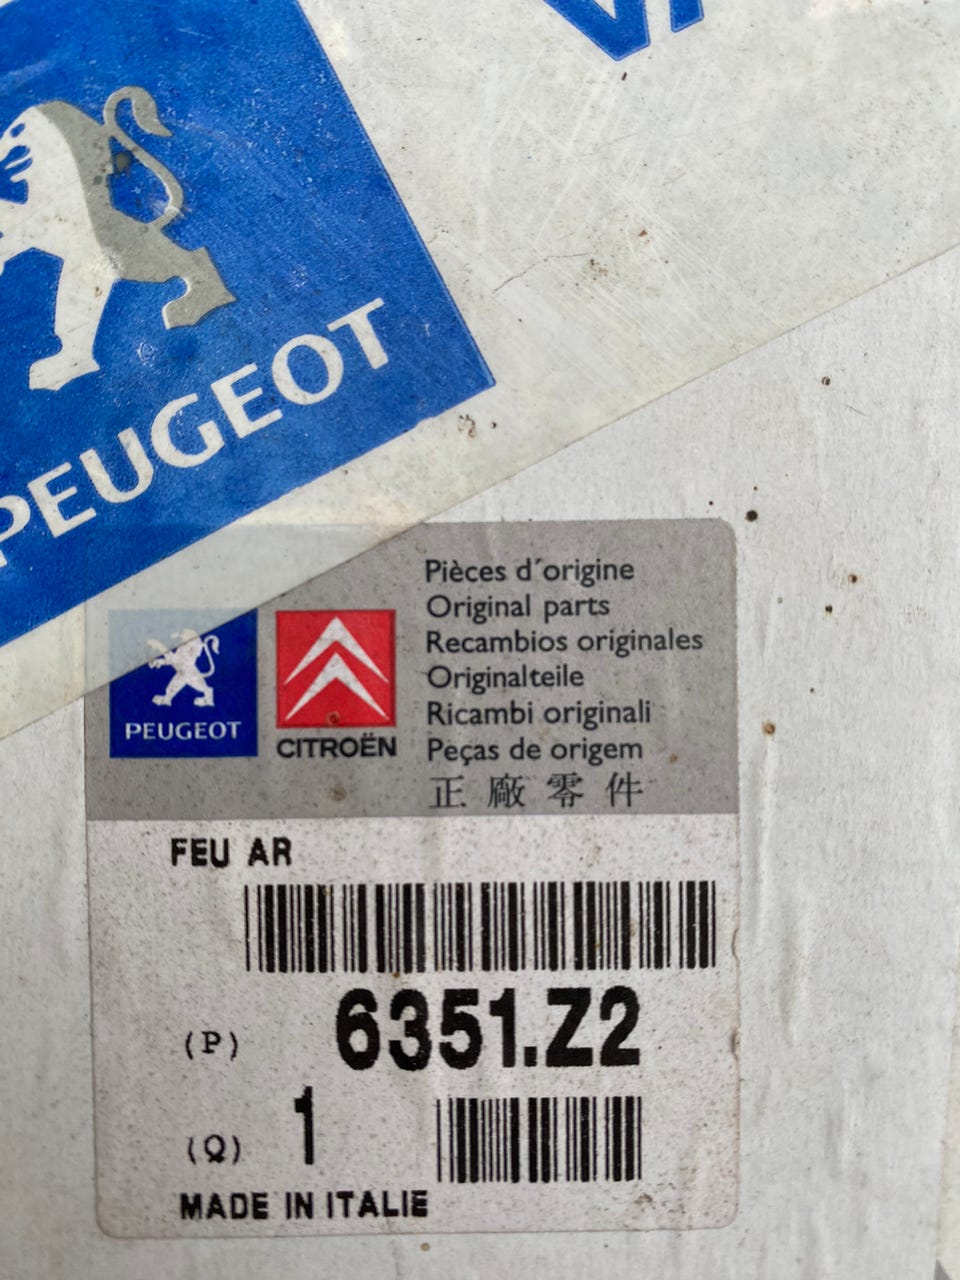 PEUGEOT
Pièces d´origine
Original parts
Recambios originales
Originalteile
Ricambi originali
Peças de origem
正 廠 零 件
PEUGEOT
CITROËN
FEU AR
(P) 6351.Z2
(Q) 1
MADE IN ITALIE